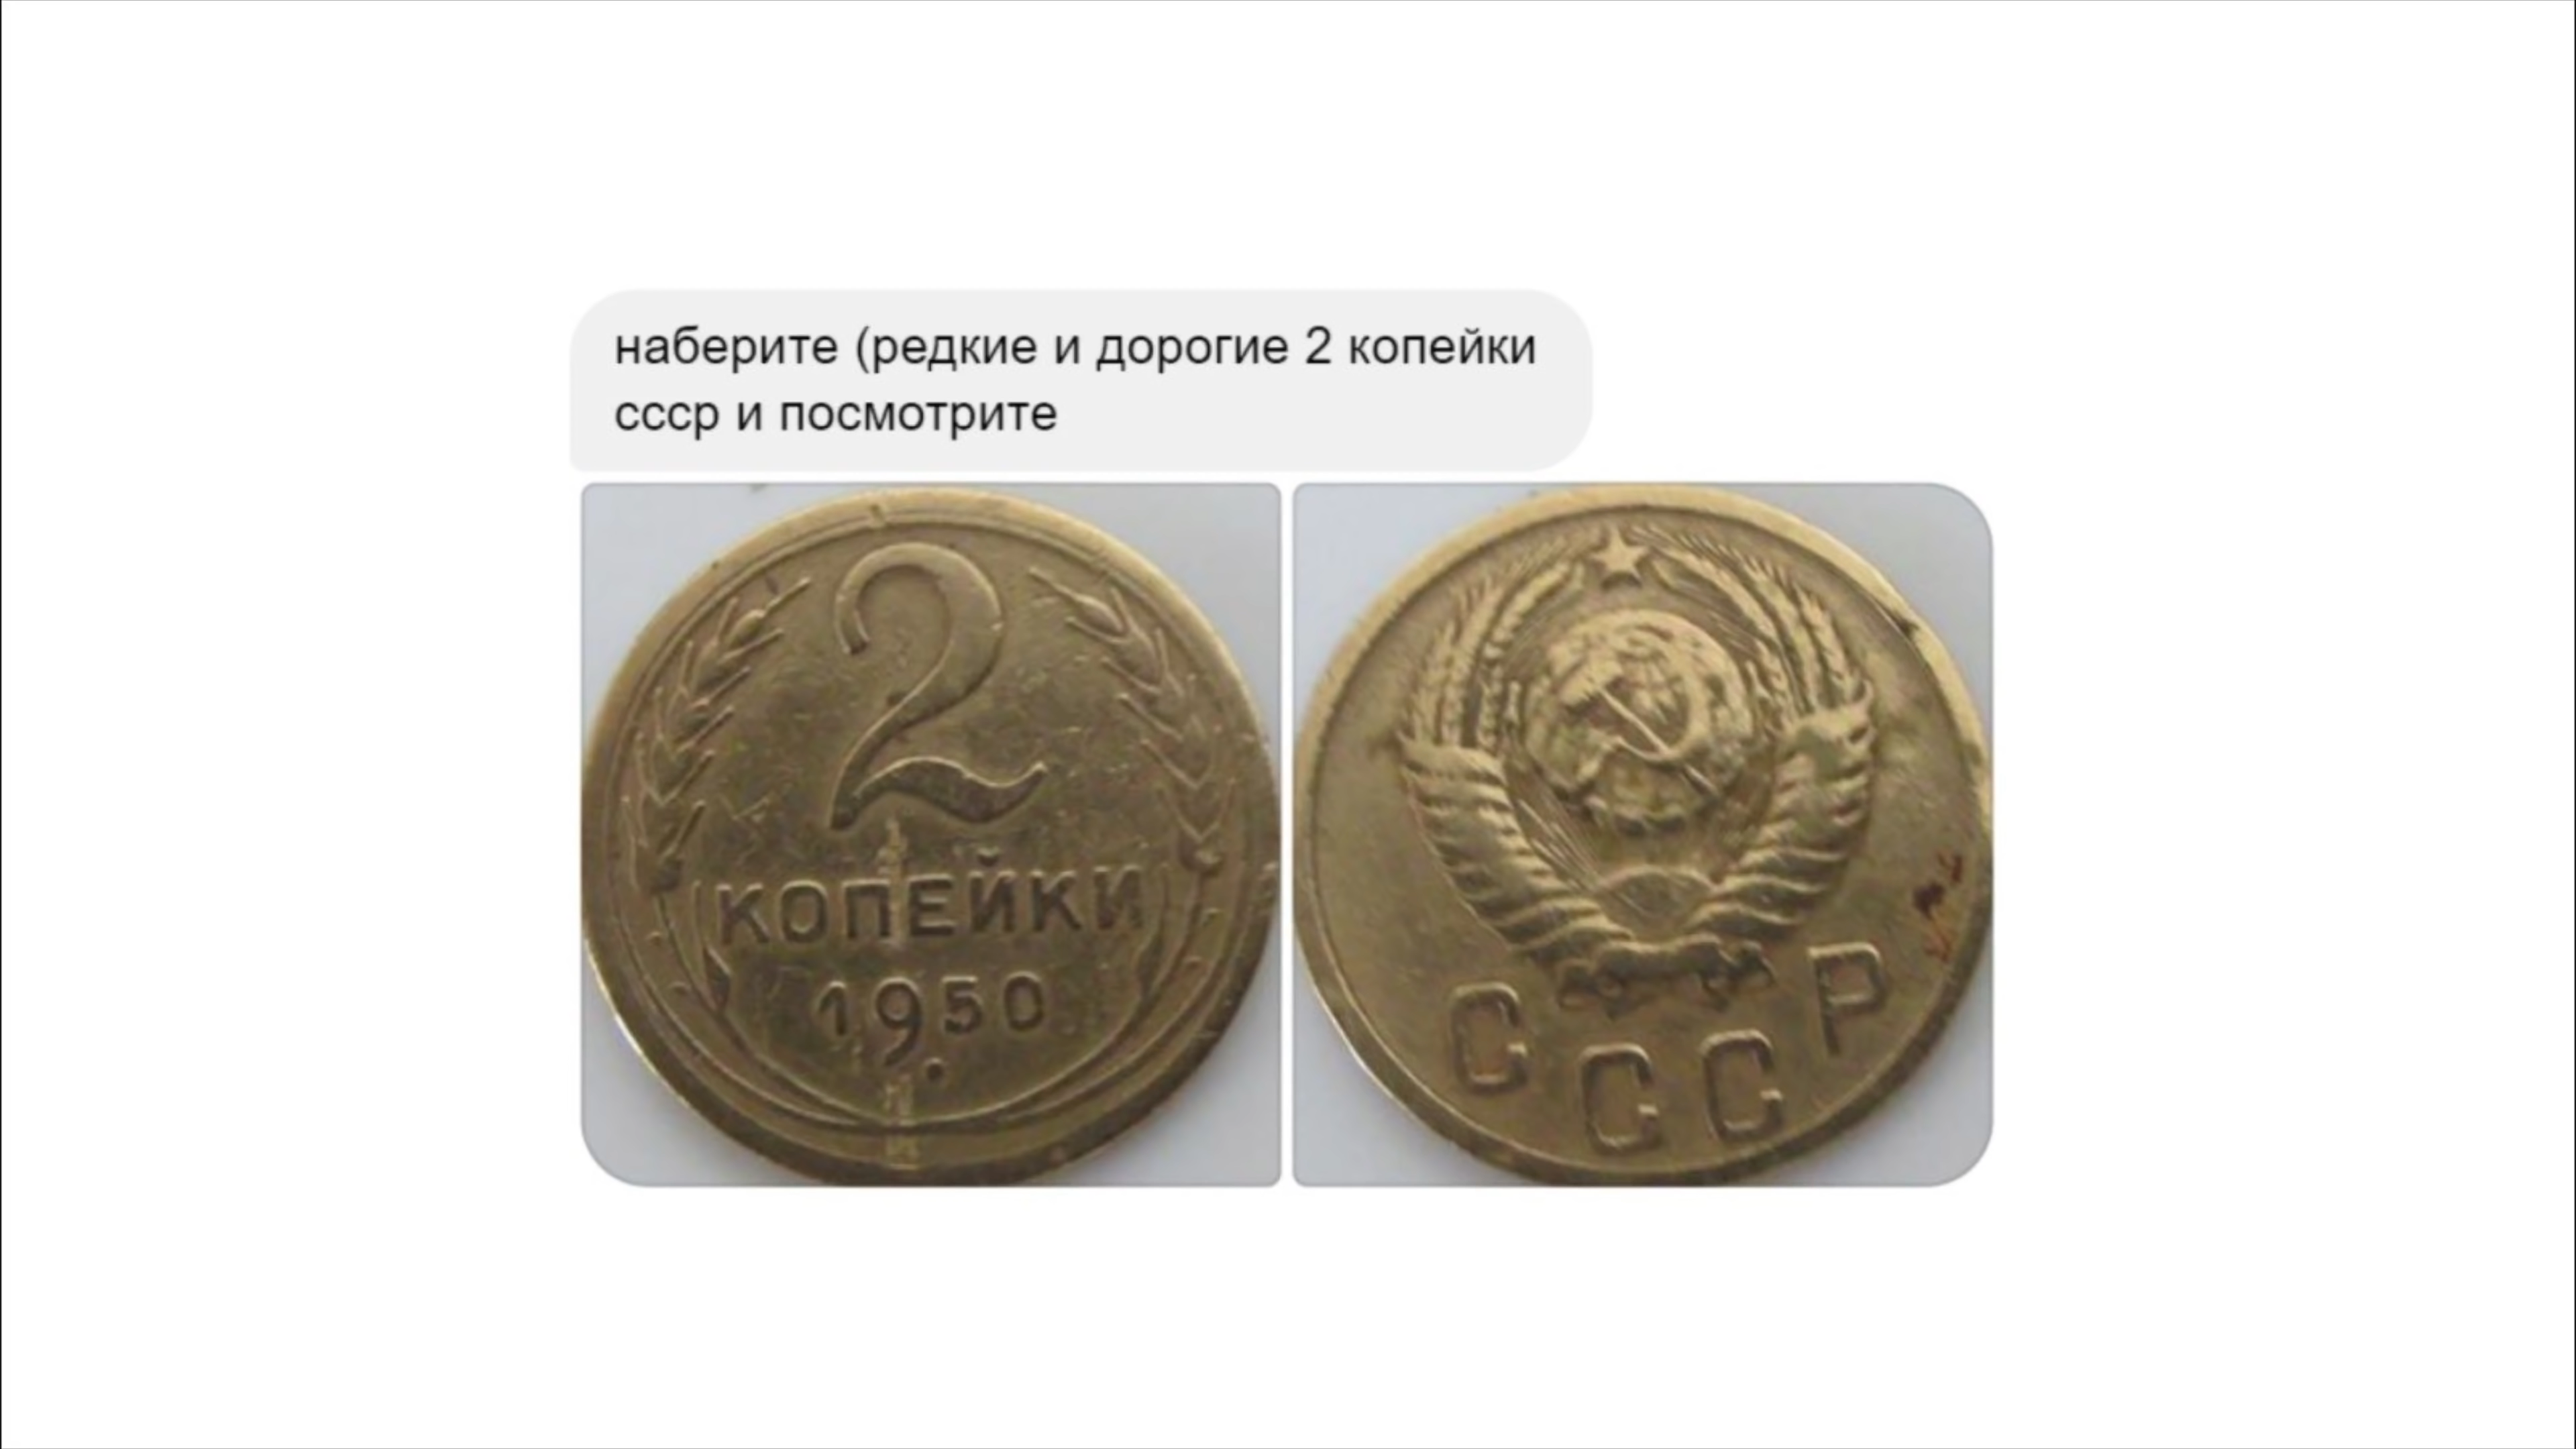 наберите (редкие и дорогие 2 копейки
ссср и посмотрите
2
КОПЕЙКИ
1950
СССР